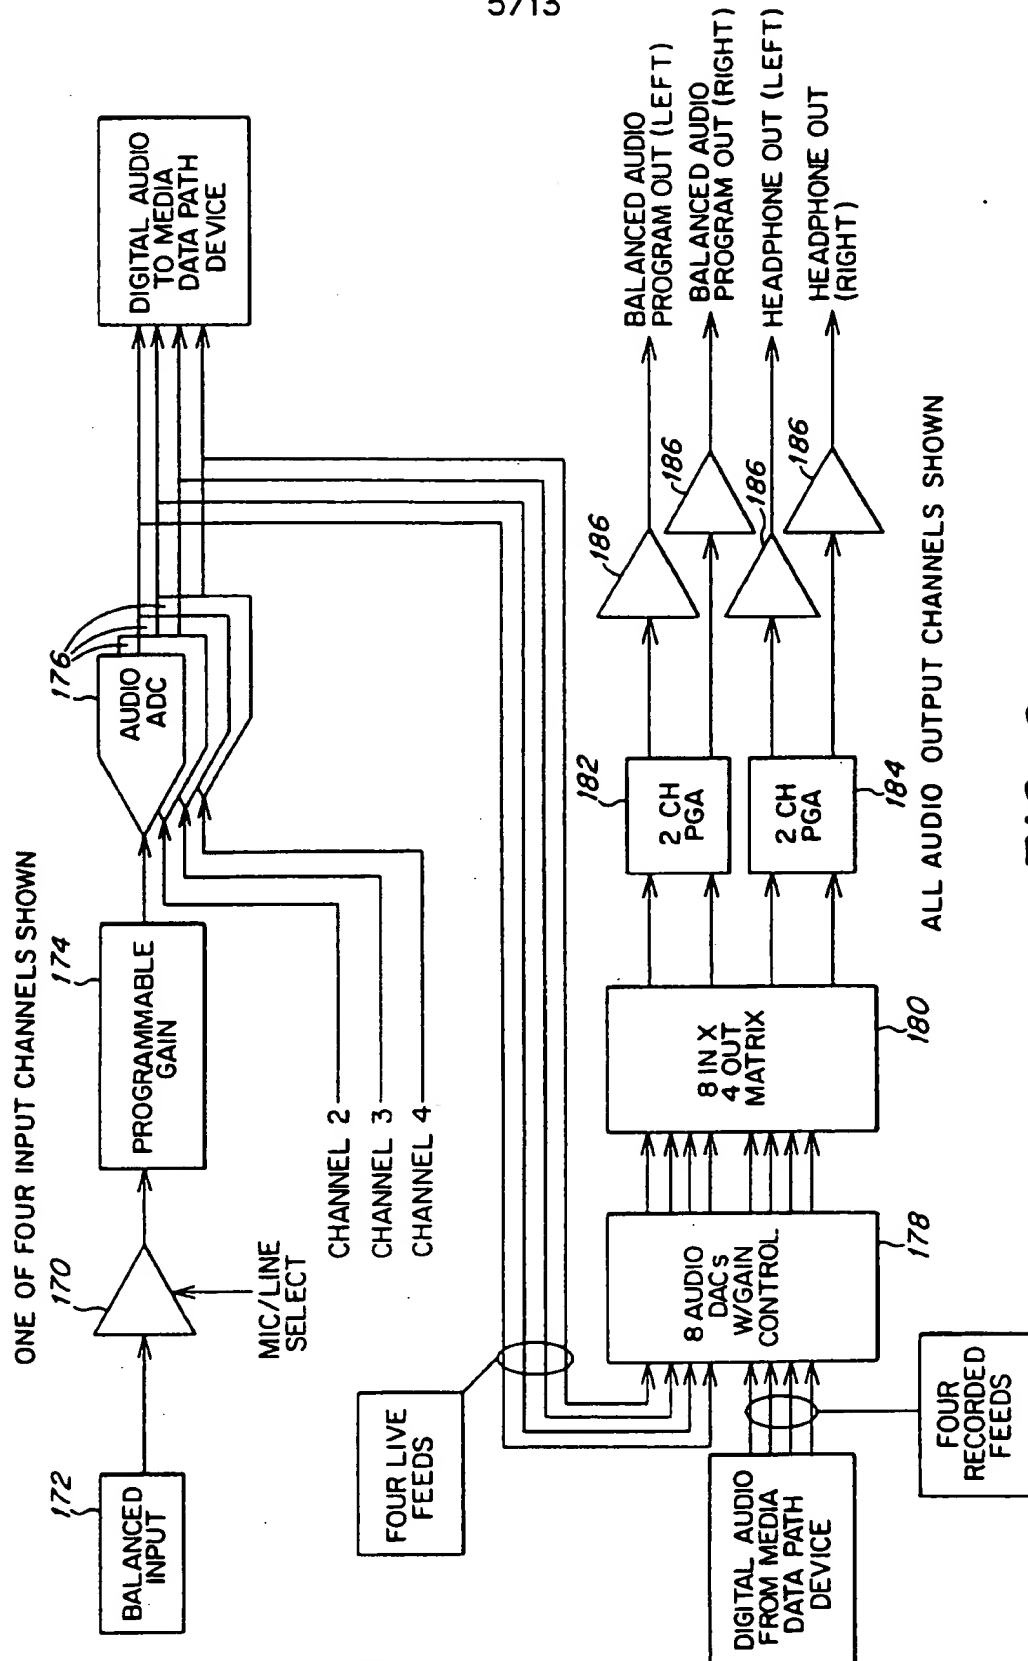 5/13
ONE OF FOUR INPUT CHANNELS SHOWN
172
BALANCED
INPUT
170
MIC/LINE
SELECT
174
PROGRAMMABLE
GAIN
CHANNEL 2
CHANNEL 3
CHANNEL 4
176
AUDIO
ADC
DIGITAL AUDIO
TO MEDIA
DATA PATH
DEVICE
FOUR LIVE
FEEDS
DIGITAL AUDIO
FROM MEDIA
DATA PATH
DEVICE
FOUR
RECORDED
FEEDS
8 AUDIO
DACs
W/GAIN
CONTROL
178
8 IN X
4 OUT
MATRIX
180
182
2 CH
PGA
2 CH
PGA
184
186
186
186
186
BALANCED AUDIO
PROGRAM OUT (LEFT)
BALANCED AUDIO
PROGRAM OUT (RIGHT)
HEADPHONE OUT (LEFT)
HEADPHONE OUT
(RIGHT)
ALL AUDIO OUTPUT CHANNELS SHOWN